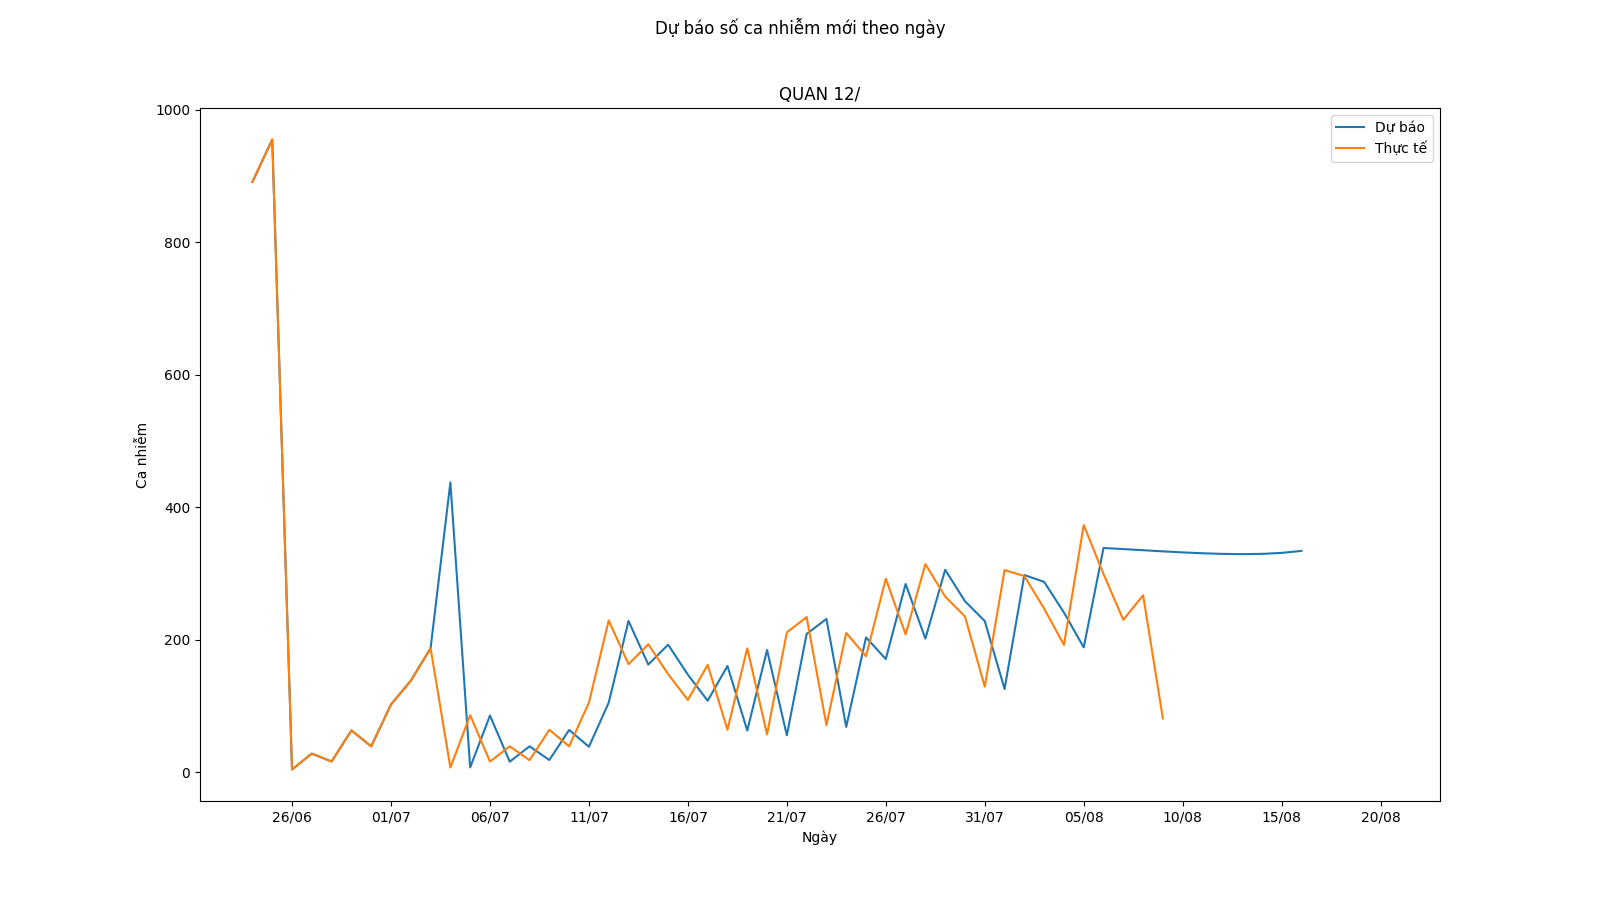 Dự báo số ca nhiễm mới theo ngày
QUAN 12/
Dự báo
Thực tế
1000
800
600
400
200
0
Ca nhiễm
26/06 01/07 06/07 11/07 16/07 21/07 26/07 31/07 05/08 10/08 15/08 20/08
Ngày